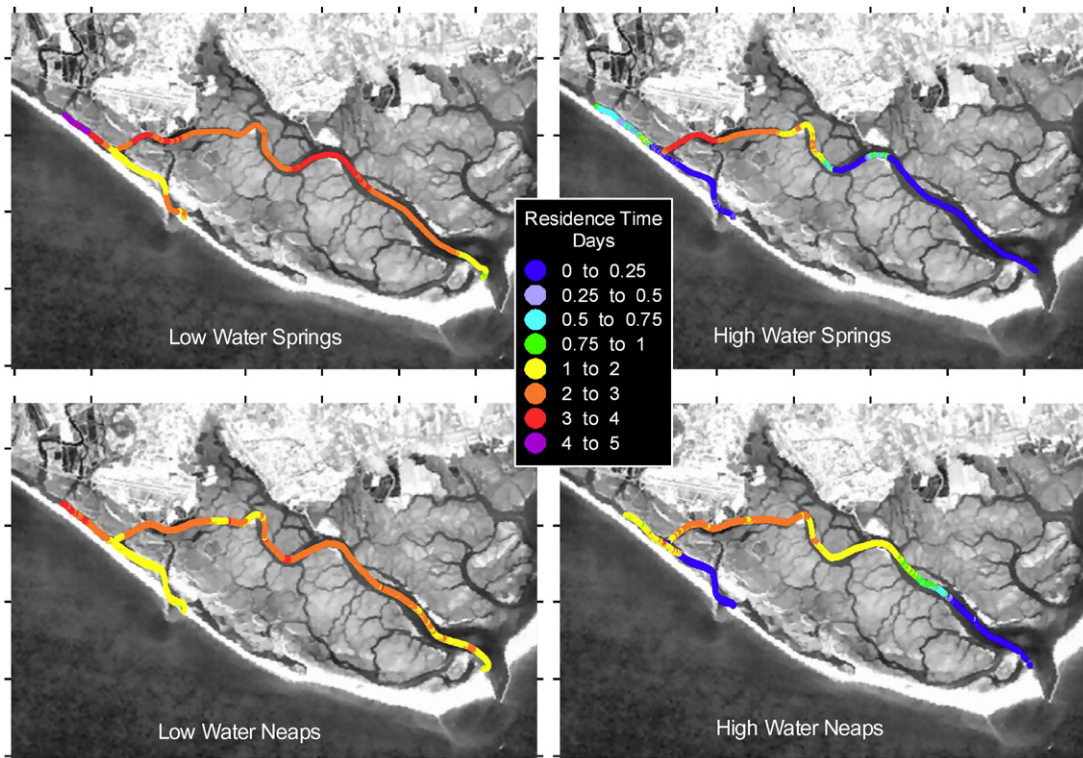 Low Water Springs
High Water Springs
Residence Time
Days
0 to 0.25
0.25 to 0.5
0.5 to 0.75
0.75 to 1
1 to 2
2 to 3
3 to 4
4 to 5
Low Water Neaps
High Water Neaps